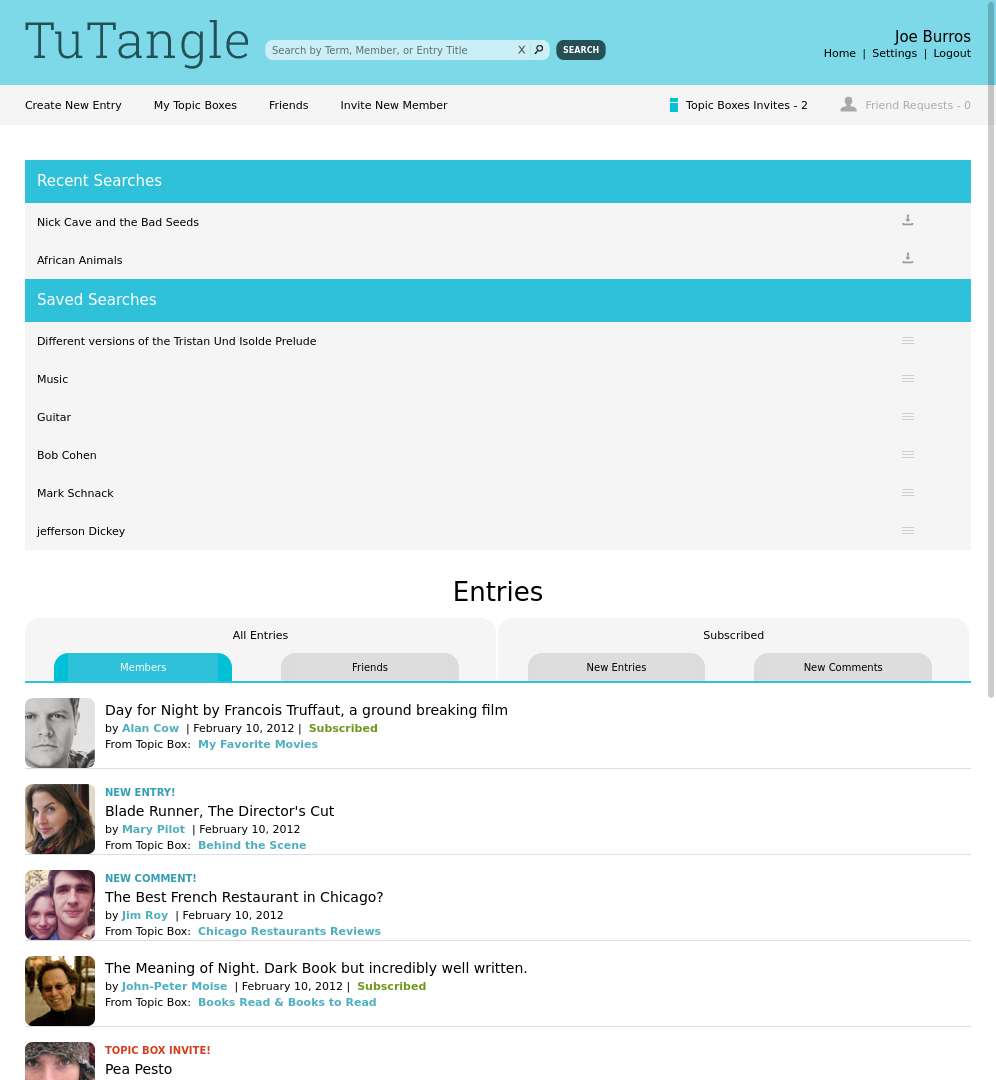 TuTangle
Search by Term, Member, or Entry Title X SEARCH
Joe Burros
Home | Settings | Logout
Create New Entry My Topic Boxes Friends Invite New Member Topic Boxes Invites - 2 Friend Requests - 0
Recent Searches
Nick Cave and the Bad Seeds
African Animals
Saved Searches
Different versions of the Tristan Und Isolde Prelude
Music
Guitar
Bob Cohen
Mark Schnack
jefferson Dickey
Entries
All Entries Subscribed
Members Friends New Entries New Comments
Day for Night by Francois Truffaut, a ground breaking film
by Alan Cow | February 10, 2012 | Subscribed
From Topic Box: My Favorite Movies
NEW ENTRY!
Blade Runner, The Director's Cut
by Mary Pilot | February 10, 2012
From Topic Box: Behind the Scene
NEW COMMENT!
The Best French Restaurant in Chicago?
by Jim Roy | February 10, 2012
From Topic Box: Chicago Restaurants Reviews
The Meaning of Night. Dark Book but incredibly well written.
by John-Peter Moise | February 10, 2012 | Subscribed
From Topic Box: Books Read & Books to Read
TOPIC BOX INVITE!
Pea Pesto